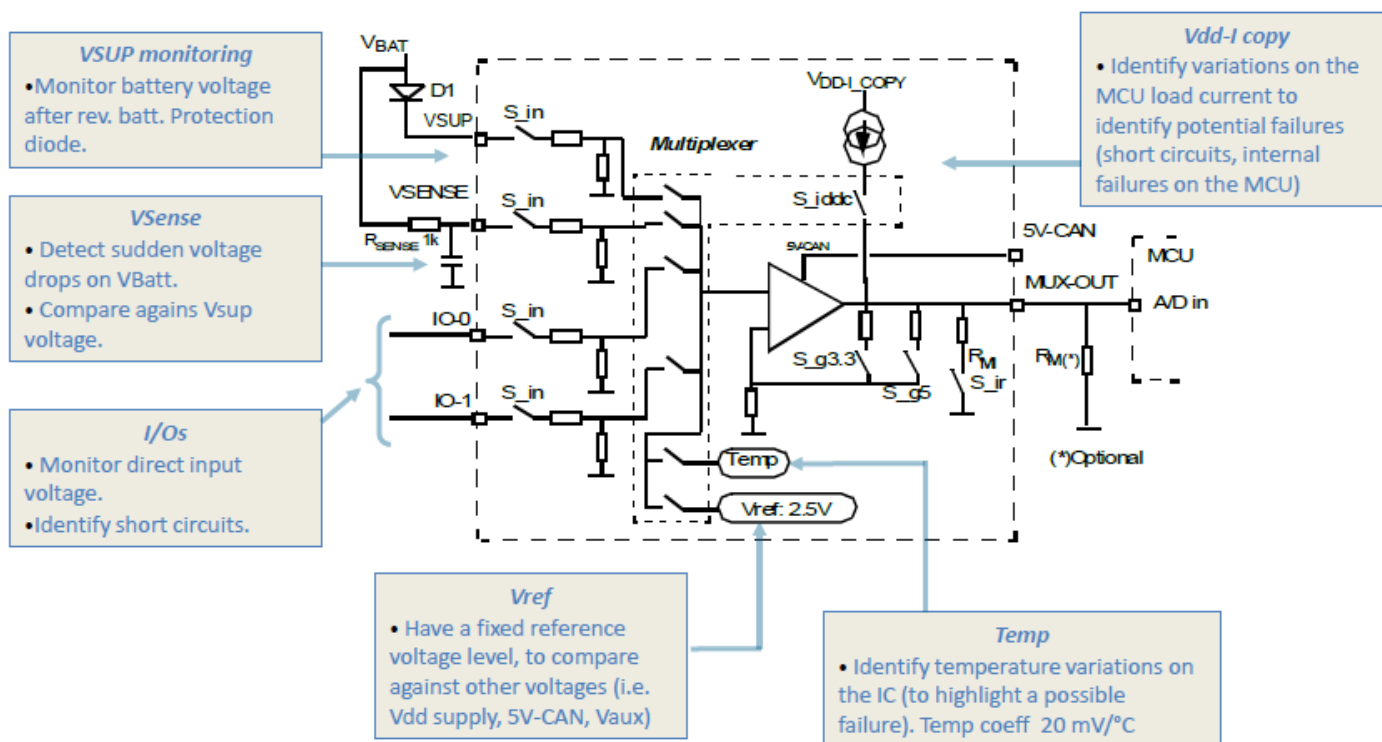 VSUP monitoring
•Monitor battery voltage
after rev. batt. Protection
diode.
VSense
• Detect sudden voltage
drops on VBatt.
• Compare agains Vsup
voltage.
I/Os
• Monitor direct input
voltage.
•Identify short circuits.
VBAT
D1
VSUP
S_in
VSENSE
S_in
RSENSE 1k
IO-0
S_in
IO-1
S_in
Multiplexer
VDD-I_COPY
S_iddc
5V-CAN
5V-CAN
MUX-OUT
MCU
A/D in
S_g3.3
S_g5
RMI
S_ir
RM(*)
(*)Optional
Temp
Vref: 2.5V
Vdd-I copy
• Identify variations on the
MCU load current to
identify potential failures
(short circuits, internal
failures on the MCU)
Vref
• Have a fixed reference
voltage level, to compare
against other voltages (i.e.
Vdd supply, 5V-CAN, Vaux)
Temp
• Identify temperature variations on
the IC (to highlight a possible
failure). Temp coeff 20 mV/°C